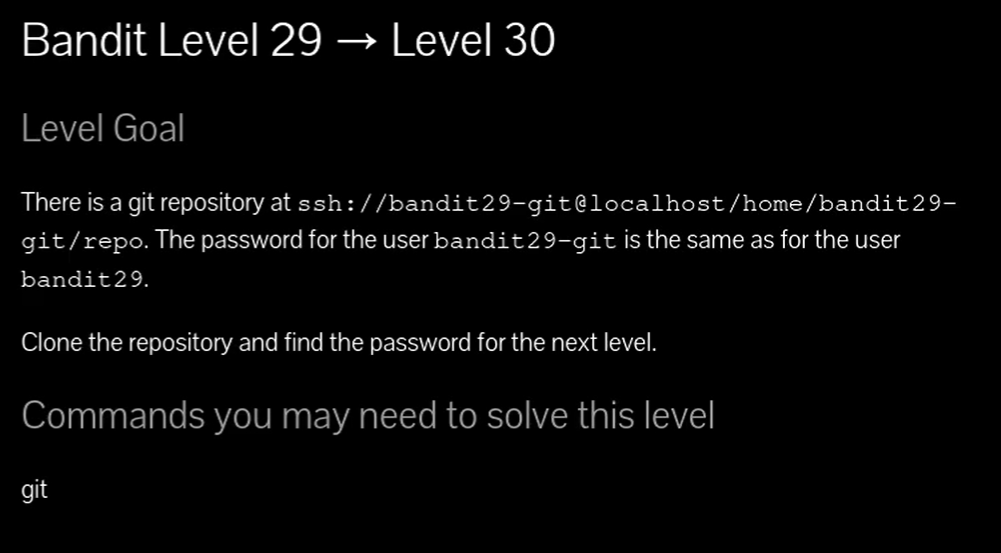 Bandit Level 29 → Level 30
Level Goal
There is a git repository at ssh://bandit29-git@localhost/home/bandit29-
git/repo. The password for the user bandit29-git is the same as for the user
bandit29.
Clone the repository and find the password for the next level.
Commands you may need to solve this level
git